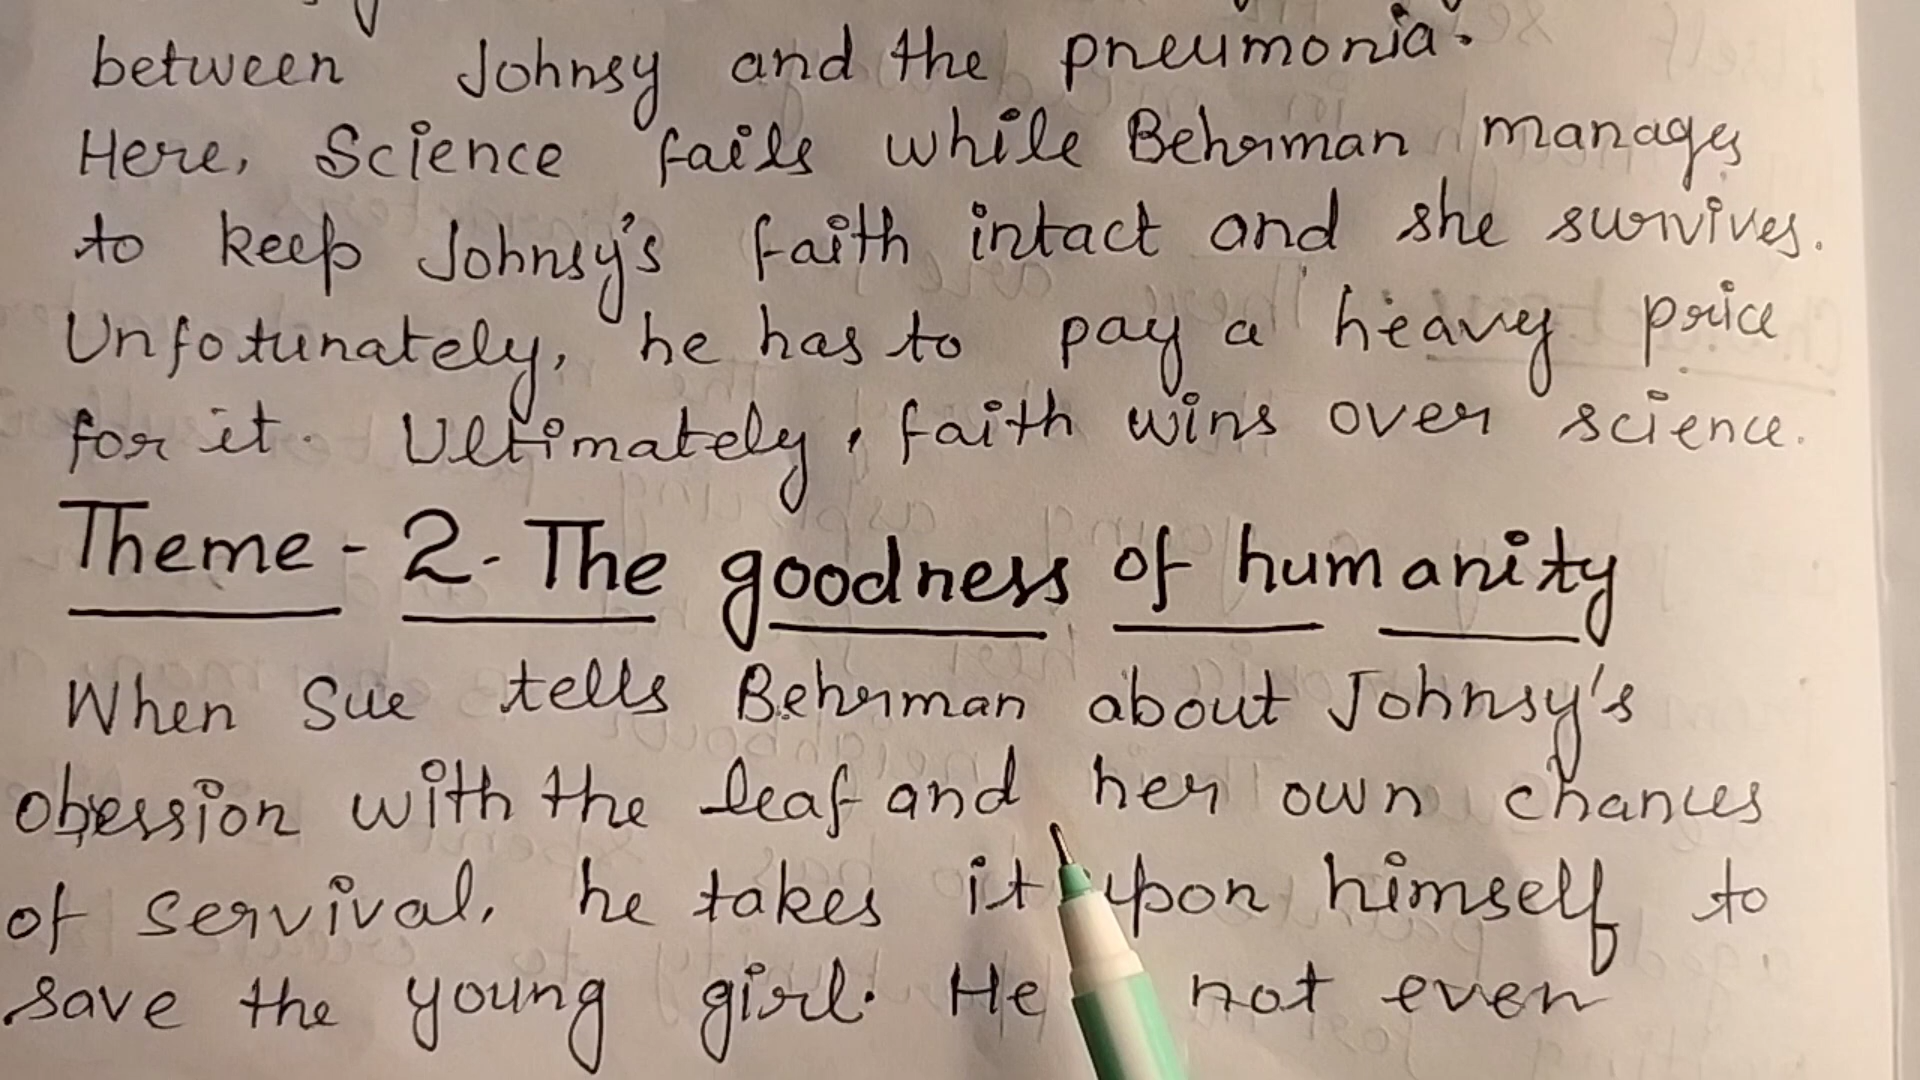 between Johnsy and the pneumonia.
Here, Science fails while Behrman manages
to keep Johnsy's faith intact and she survives.
Unfotunately, he has to pay a heavy price
for it. Ultimately, faith wins over science.
Theme - 2 - The goodness of humanity
When Sue tells Behrman about Johnsy's
obsession with the leaf and her own chances
of servival, he takes it upon himself to
save the young girl. He not even